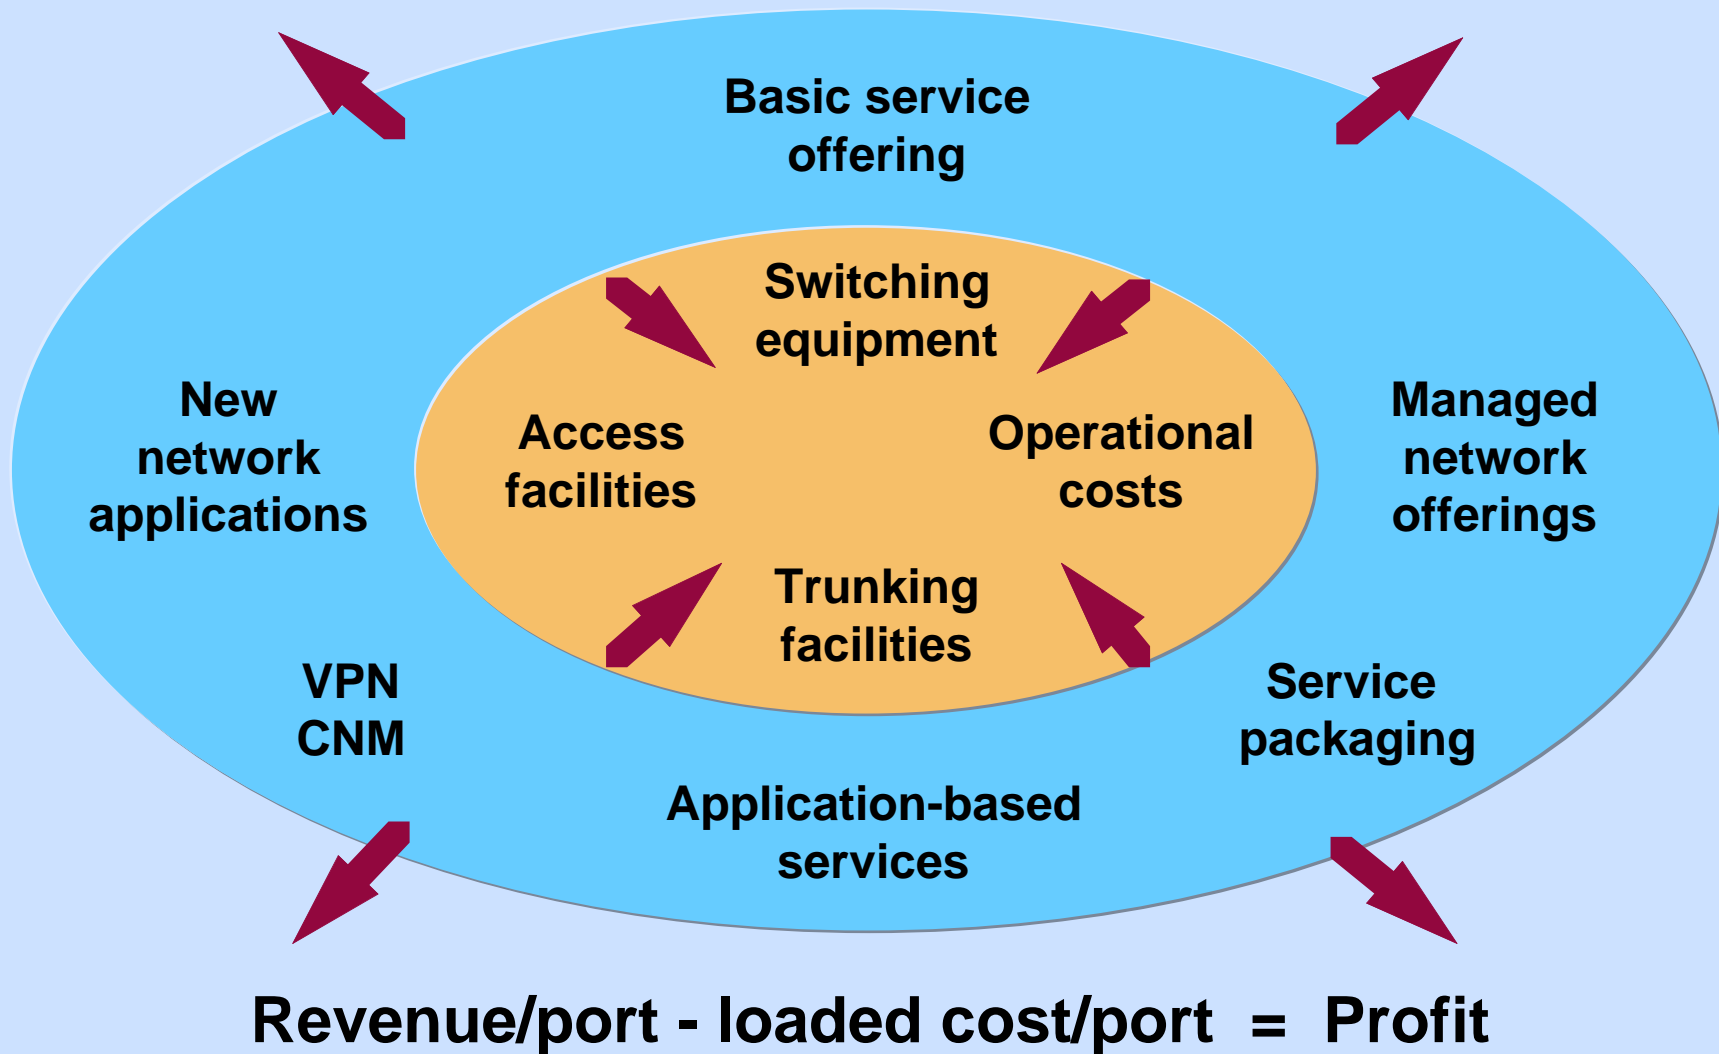 Basic service
offering
Switching
equipment
New
network
applications
Access
facilities
Operational
costs
Managed
network
offerings
Trunking
facilities
VPN
CNM
Service
packaging
Application-based
services
Revenue/port - loaded cost/port = Profit